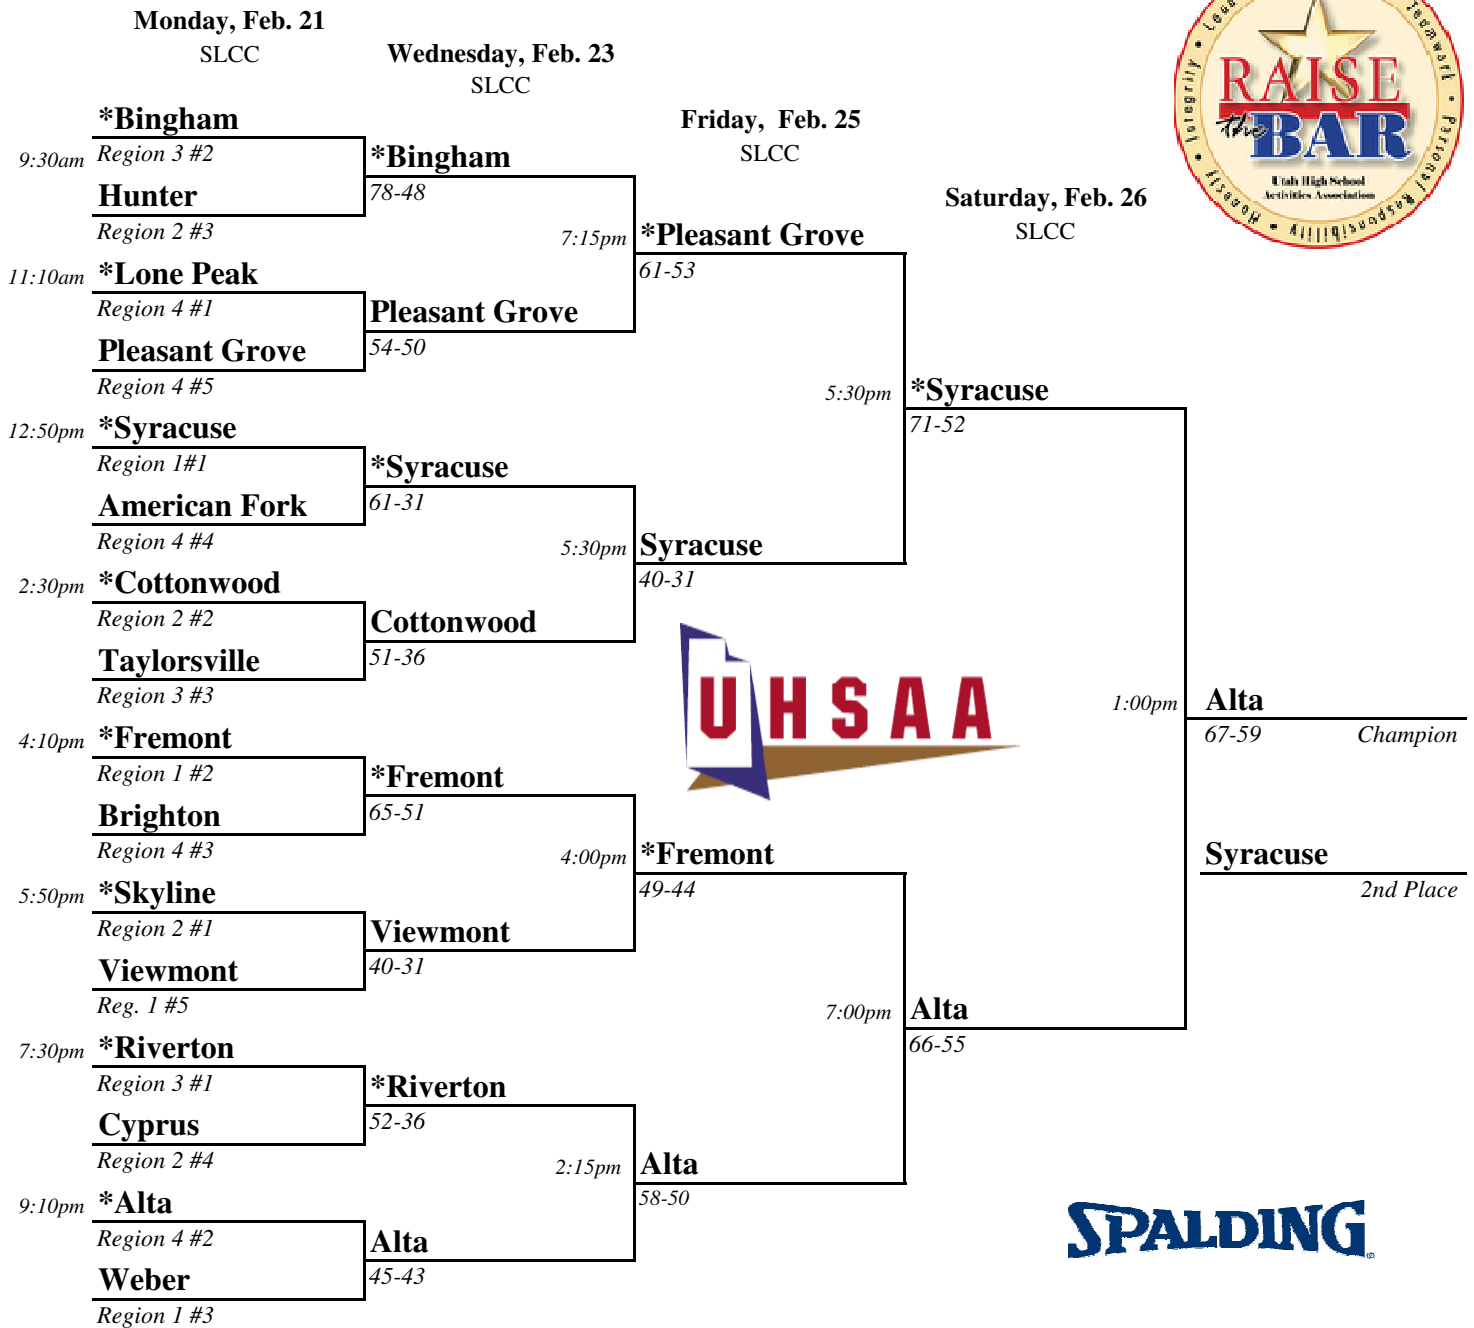 Monday, Feb. 21
SLCC
Wednesday, Feb. 23
SLCC
Friday, Feb. 25
SLCC
Saturday, Feb. 26
SLCC
Integrity • Teamwork • Personal Responsibility • Honesty •
RAISE
the BAR
Utah High School
Activities Association
*Bingham
9:30am Region 3 #2
Hunter
Region 2 #3
11:10am *Lone Peak
Region 4 #1
Pleasant Grove
Region 4 #5
12:50pm *Syracuse
Region 1#1
American Fork
Region 4 #4
2:30pm *Cottonwood
Region 2 #2
Taylorsville
Region 3 #3
4:10pm *Fremont
Region 1 #2
Brighton
Region 4 #3
5:50pm *Skyline
Region 2 #1
Viewmont
Reg. 1 #5
7:30pm *Riverton
Region 3 #1
Cyprus
Region 2 #4
9:10pm *Alta
Region 4 #2
Weber
Region 1 #3
*Bingham
78-48
Pleasant Grove
54-50
*Syracuse
61-31
Cottonwood
51-36
*Fremont
65-51
Viewmont
40-31
*Riverton
52-36
Alta
45-43
7:15pm *Pleasant Grove
61-53
5:30pm Syracuse
40-31
4:00pm *Fremont
49-44
2:15pm Alta
58-50
5:30pm *Syracuse
71-52
7:00pm Alta
66-55
1:00pm Alta
67-59 Champion
Syracuse
2nd Place
UHSAA
SPALDING